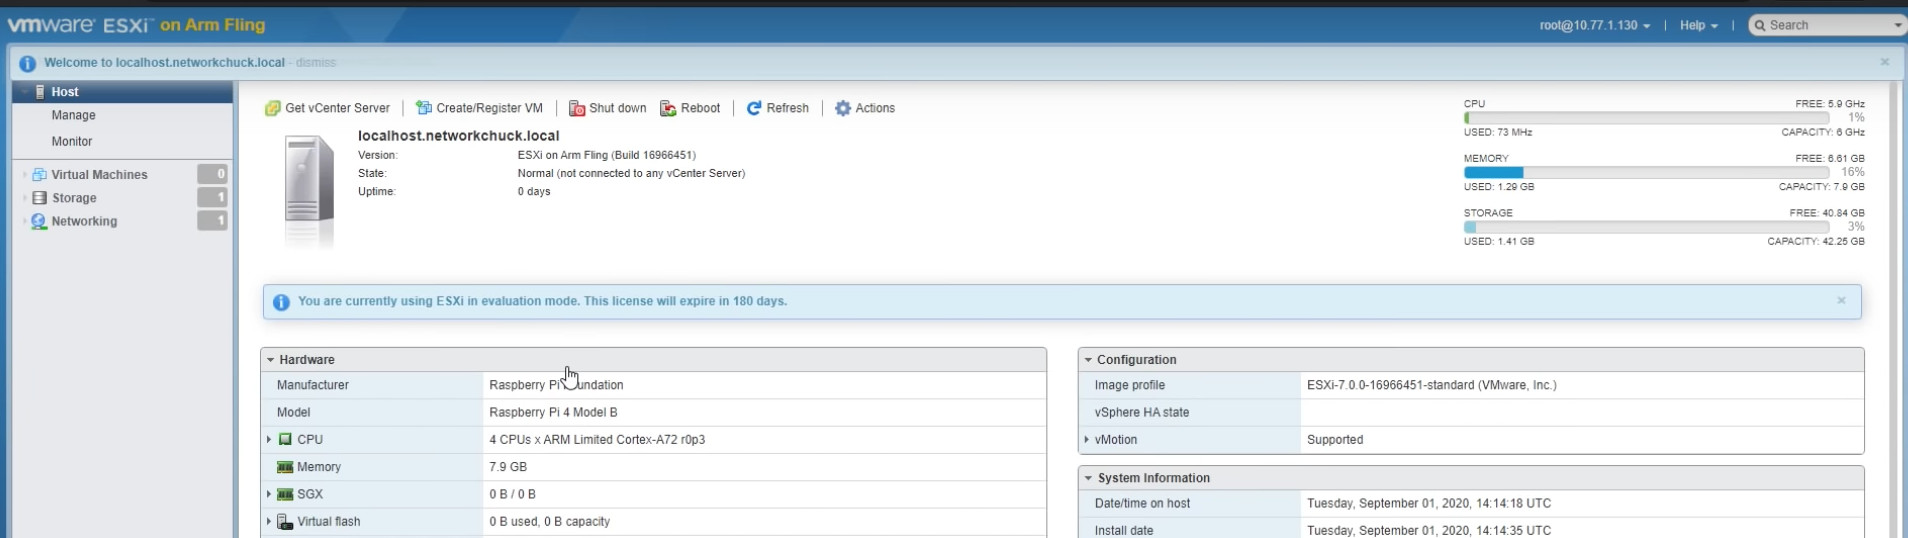 vmware ESXi™ on Arm Fling
root@10.77.1.130 | Help | Search
Welcome to localhost.networkchuck.local - dismiss
Host
Manage
Monitor
Virtual Machines 0
Storage 1
Networking 1
Get vCenter Server | Create/Register VM | Shut down Reboot | Refresh | Actions
localhost.networkchuck.local
Version: ESXi on Arm Fling (Build 16966451)
State: Normal (not connected to any vCenter Server)
Uptime: 0 days
CPU FREE: 5.9 GHz
1%
USED: 73 MHz CAPACITY: 6 GHz
MEMORY FREE: 6.61 GB
16%
USED: 1.29 GB CAPACITY: 7.9 GB
STORAGE FREE: 40.84 GB
3%
USED: 1.41 GB CAPACITY: 42.25 GB
You are currently using ESXi in evaluation mode. This license will expire in 180 days.
Hardware
Manufacturer Raspberry Pi
Model Raspberry Pi 4 Model B
CPU 4 CPUs x ARM Limited Cortex-A72 r0p3
Memory 7.9 GB
SGX 0 B / 0 B
Virtual flash 0 B used, 0 B capacity
Configuration
Image profile ESXi-7.0.0-16966451-standard (VMware, Inc.)
vSphere HA state
vMotion Supported
System Information
Date/time on host Tuesday, September 01, 2020, 14:14:18 UTC
Install date Tuesday, September 01, 2020, 14:14:35 UTC